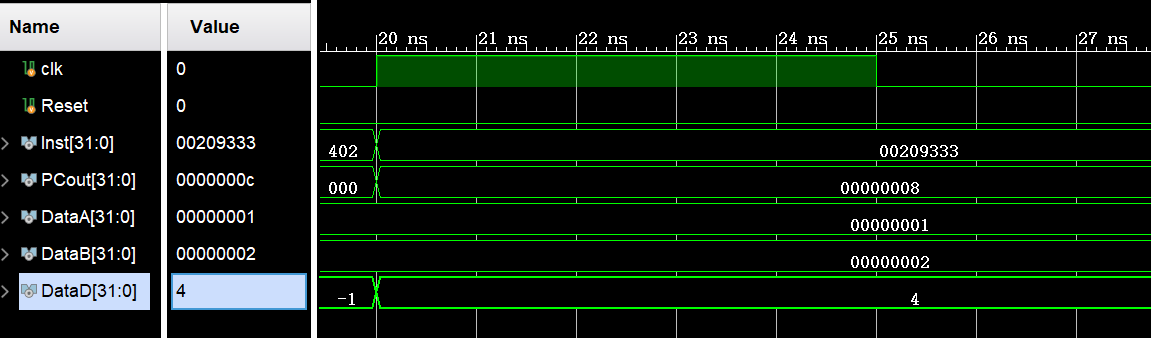 Name Value
20 ns 21 ns 22 ns 23 ns 24 ns 25 ns 26 ns 27 ns
clk 0
Reset 0
Inst[31:0] 00209333 402 00209333
PCout[31:0] 0000000c 000 00000008
DataA[31:0] 00000001 00000001
DataB[31:0] 00000002 00000002
DataD[31:0] 4 -1 4